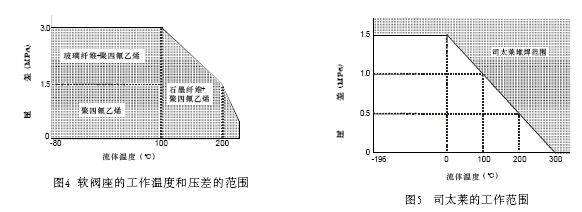 3.0
玻璃纤维+聚四氟乙烯
石墨纤维+
聚四氟乙烯
1.5
聚四氟乙烯
压 差 (MPa)
0
-80
100
200
流体温度 (℃)
图4 软阀座的工作温度和压差的范围
1.5
司太莱堆焊范围
1.0
0.5
压 差 (MPa)
0
-196
0
100
200
300
流体温度 (℃)
图5 司太莱的工作范围